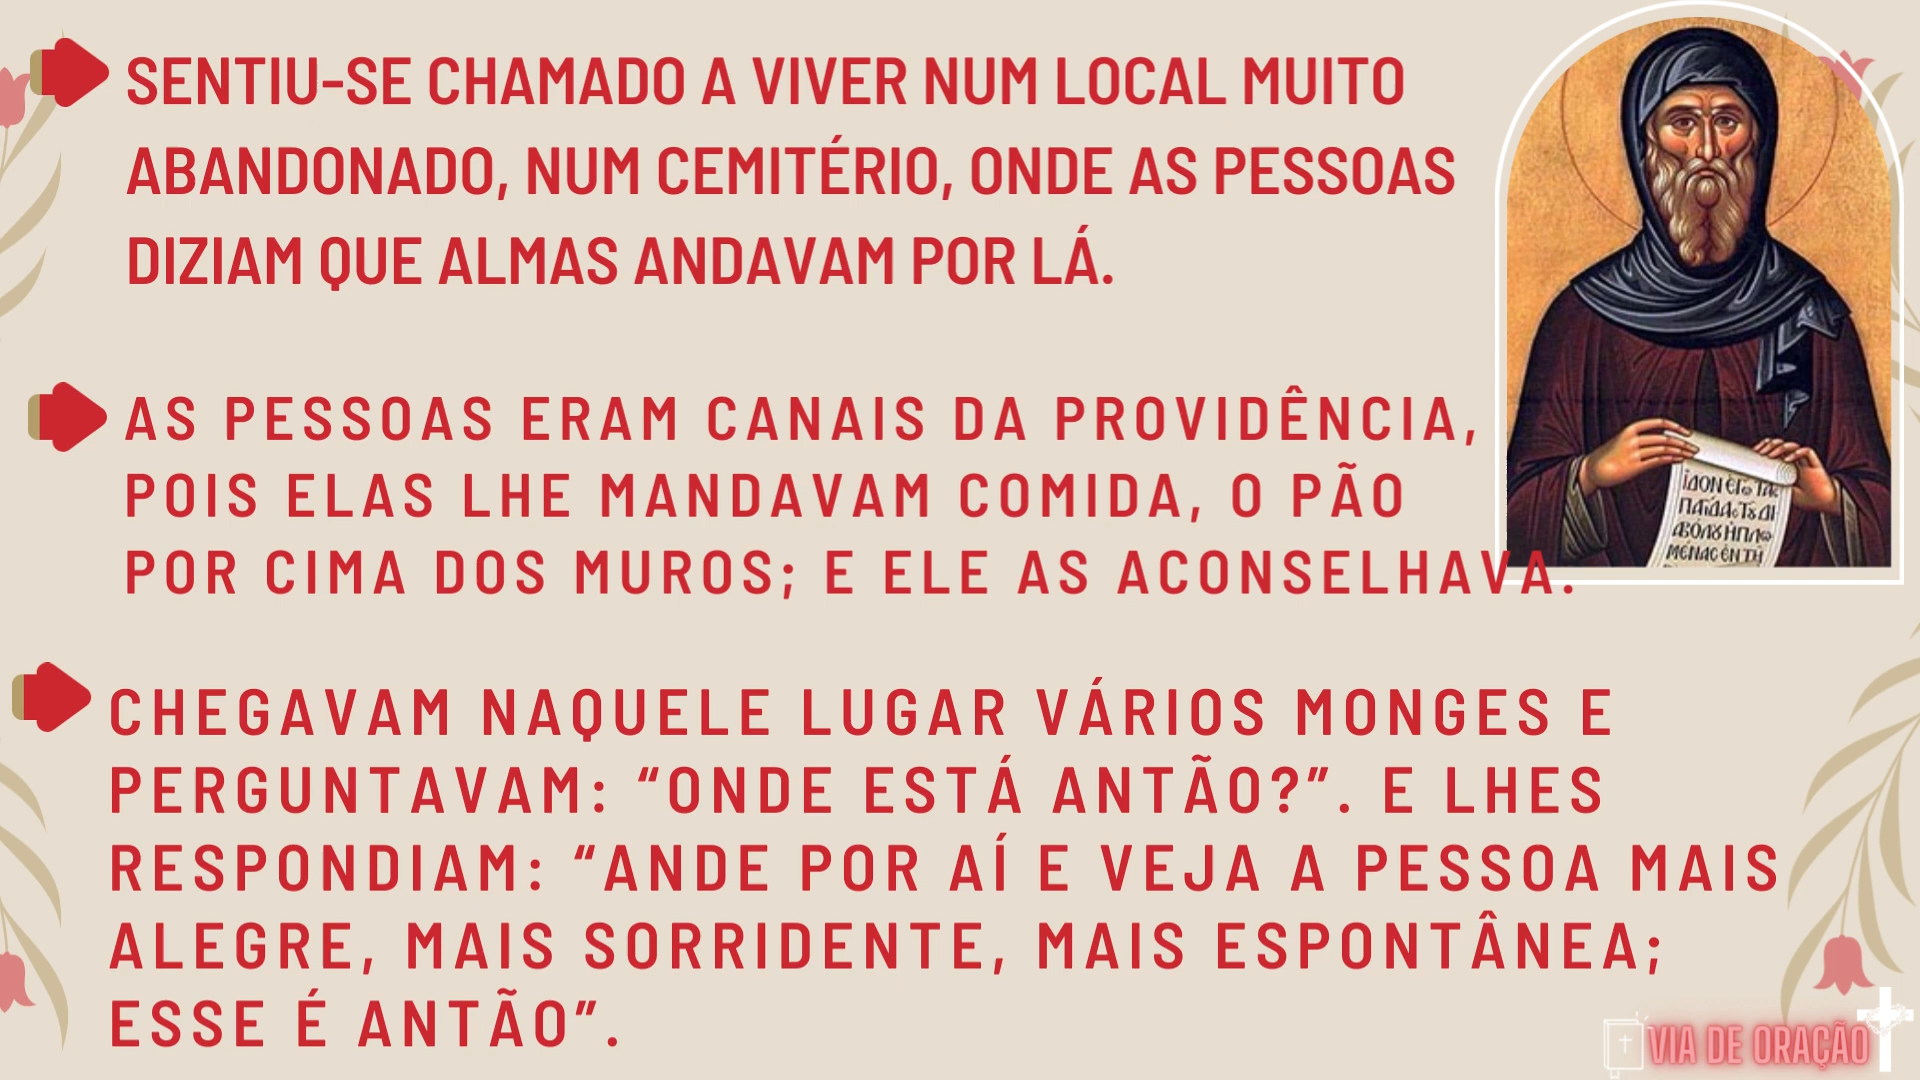 SENTIU-SE CHAMADO A VIVER NUM LOCAL MUITO
ABANDONADO, NUM CEMITÉRIO, ONDE AS PESSOAS
DIZIAM QUE ALMAS ANDAVAM POR LÁ.
AS PESSOAS ERAM CANAIS DA PROVIDÊNCIA,
POIS ELAS LHE MANDAVAM COMIDA, O PÃO
POR CIMA DOS MUROS; E ELE AS ACONSELHAVA.
CHEGAVAM NAQUELE LUGAR VÁRIOS MONGES E
PERGUNTAVAM: “ONDE ESTÁ ANTÃO?”. E LHES
RESPONDIAM: “ANDE POR AÍ E VEJA A PESSOA MAIS
ALEGRE, MAIS SORRIDENTE, MAIS ESPONTÂNEA;
ESSE É ANTÃO”.
VIA DE ORAÇÃO